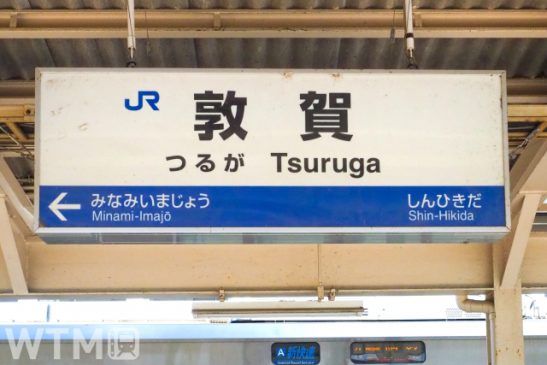 JR
敦賀
つるが Tsuruga
みなみいまじょう しんひきだ
Minami-Imajō Shin-Hikida
A 新快速
WTM